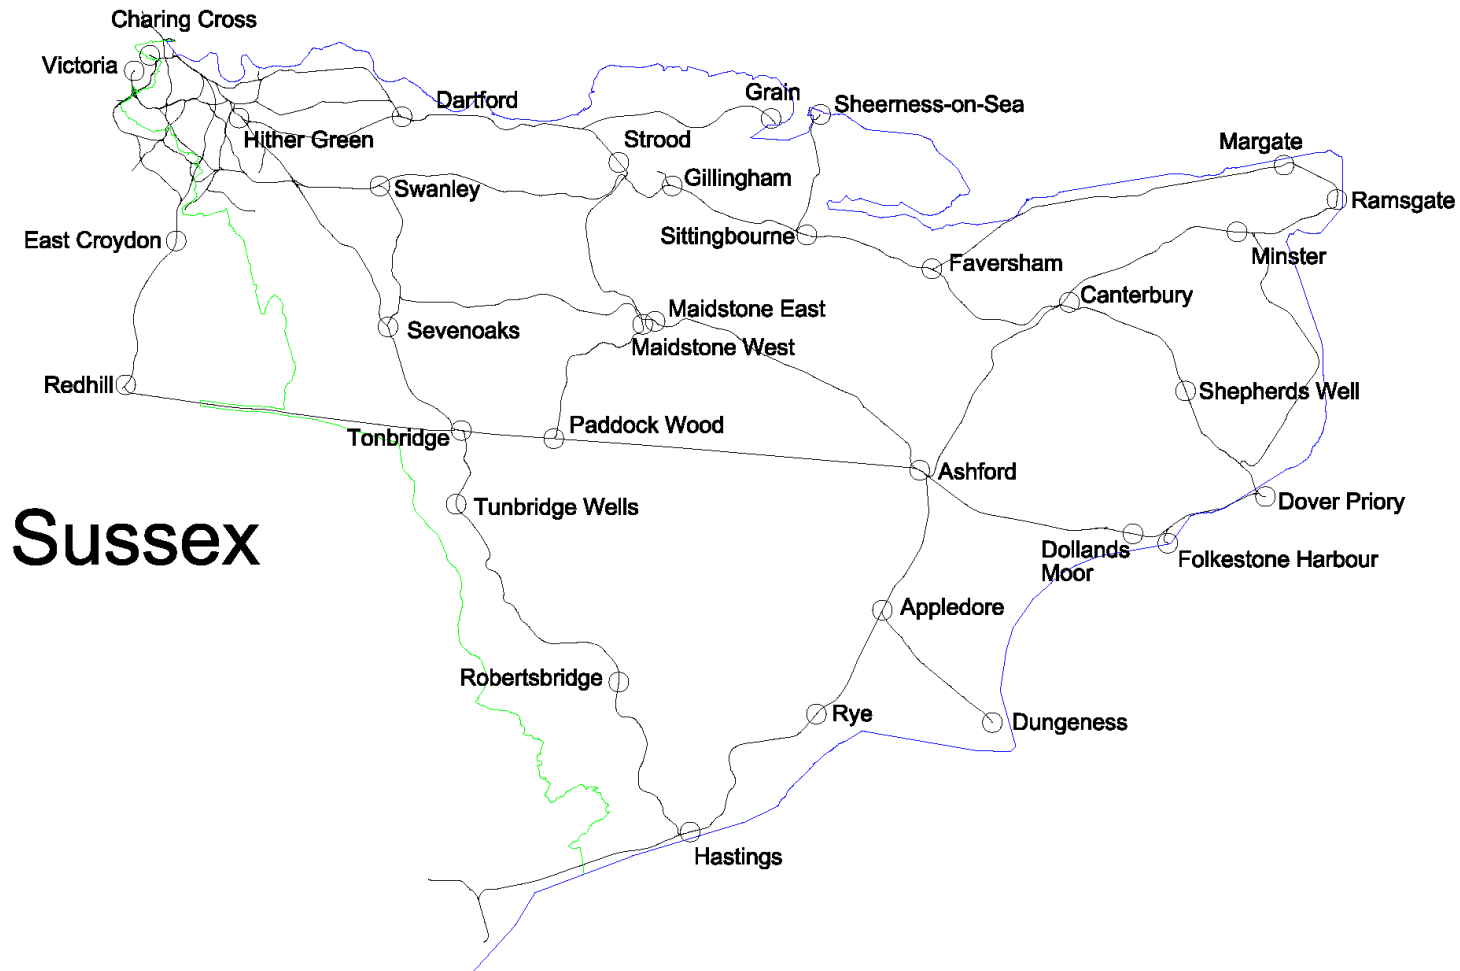 Charing Cross
Victoria
Dartford
Grain
Sheerness-on-Sea
Hither Green
Strood
Margate
Swanley
Gillingham
Ramsgate
East Croydon
Sittingbourne
Faversham
Minster
Canterbury
Sevenoaks
Maidstone East
Maidstone West
Redhill
Shepherds Well
Tonbridge
Paddock Wood
Ashford
Dover Priory
Tunbridge Wells
Sussex
Dollands
Moor
Folkestone Harbour
Appledore
Robertsbridge
Rye
Dungeness
Hastings